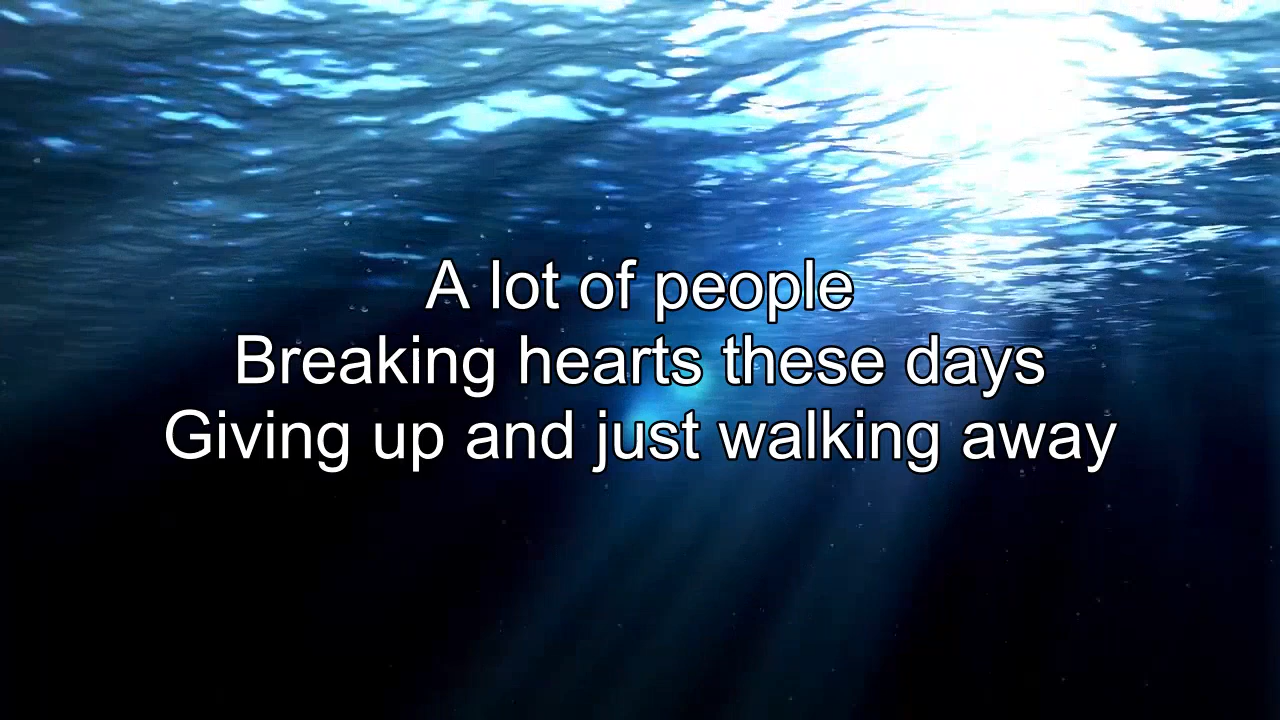 A lot of people
Breaking hearts these days
Giving up and just walking away